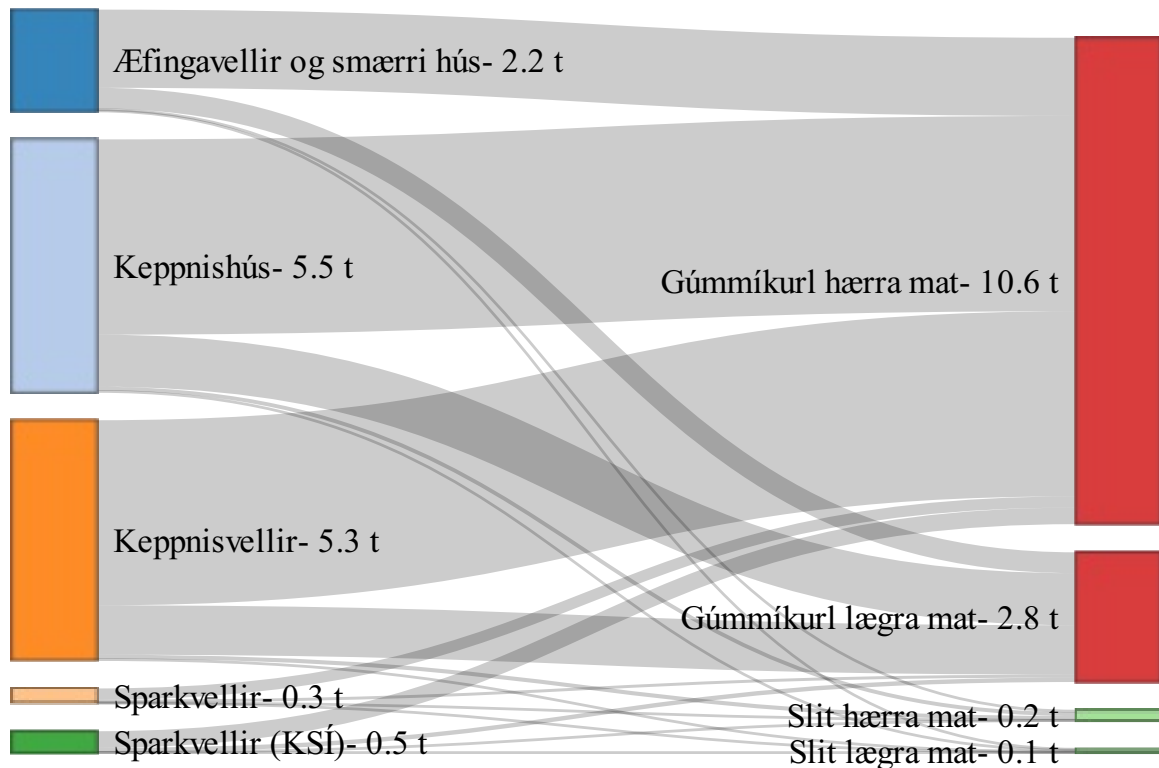 Æfingavellir og smærri hús- 2.2 t
Keppnishús- 5.5 t
Gúmmíkurl hærra mat- 10.6 t
Keppnisvellir- 5.3 t
Gúmmíkurl lægra mat- 2.8 t
Sparkvellir- 0.3 t
Slit hærra mat- 0.2 t
Sparkvellir (KSÍ)- 0.5 t
Slit lægra mat- 0.1 t